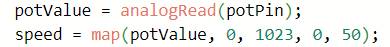 potValue = analogRead(potPin);
speed = map(potValue, 0, 1023, 0, 50);